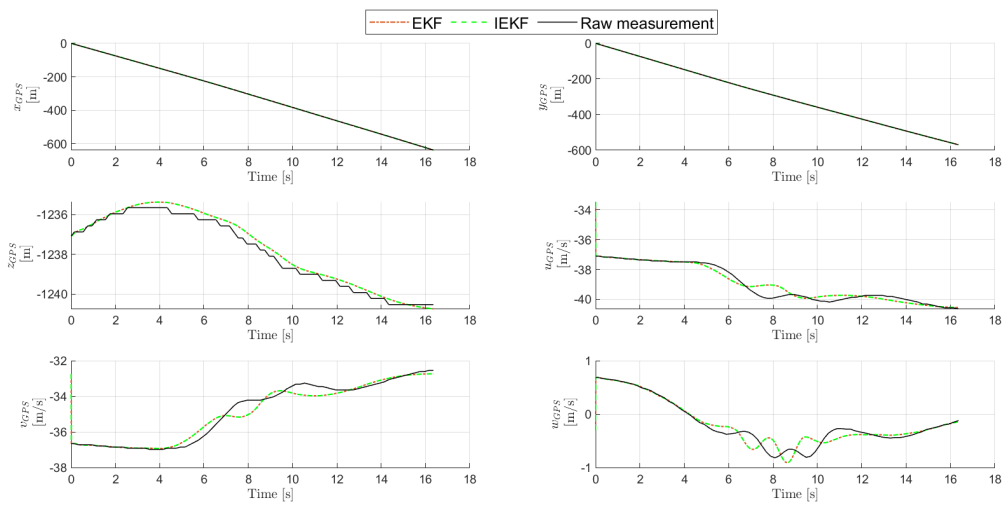 EKF IEKF Raw measurement
0
-200
-400
-600
x_GPS
[m]
0 2 4 6 8 10 12 14 16 18
Time [s]
0
-200
-400
-600
y_GPS
[m]
0 2 4 6 8 10 12 14 16 18
Time [s]
-1236
-1238
-1240
z_GPS
[m]
0 2 4 6 8 10 12 14 16 18
Time [s]
-34
-36
-38
-40
u_GPS
[m/s]
0 2 4 6 8 10 12 14 16 18
Time [s]
-32
-34
-36
-38
v_GPS
[m/s]
0 2 4 6 8 10 12 14 16 18
Time [s]
1
0
-1
w_GPS
[m/s]
0 2 4 6 8 10 12 14 16 18
Time [s]